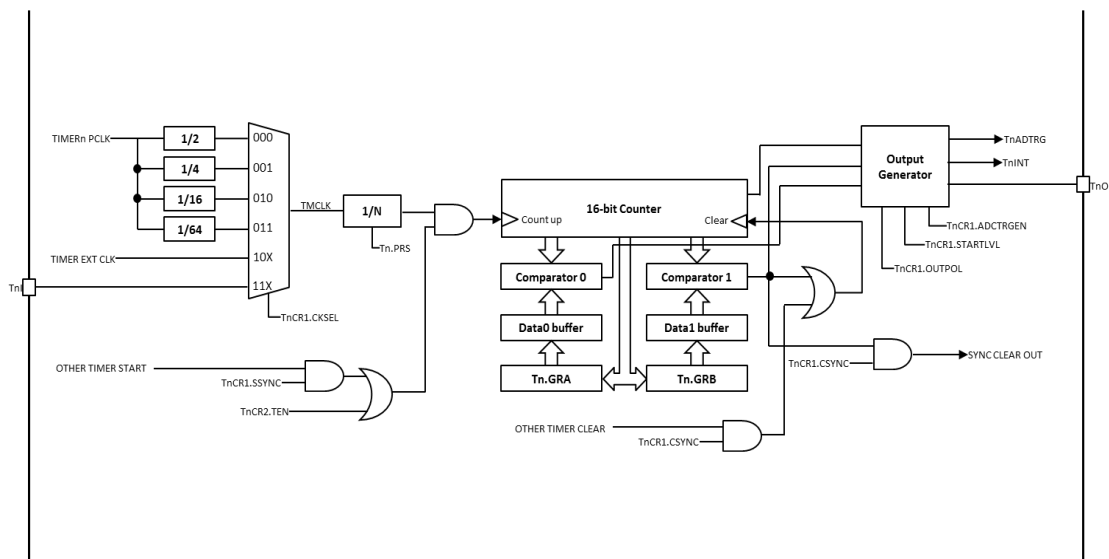 TIMERn PCLK
1/2
1/4
1/16
1/64
000
001
010
011
10X
11X
TIMER EXT CLK
TnI
TnCR1.CKSEL
TMCLK
1/N
Tn.PRS
OTHER TIMER START
TnCR1.SSYNC
TnCR2.TEN
16-bit Counter
Count up
Clear
Comparator 0
Comparator 1
Data0 buffer
Data1 buffer
Tn.GRA
Tn.GRB
OTHER TIMER CLEAR
TnCR1.CSYNC
Output
Generator
TnADTRG
TnINT
TnO
TnCR1.ADCTRGEN
TnCR1.STARTLVL
TnCR1.OUTPOL
TnCR1.CSYNC
SYNC CLEAR OUT